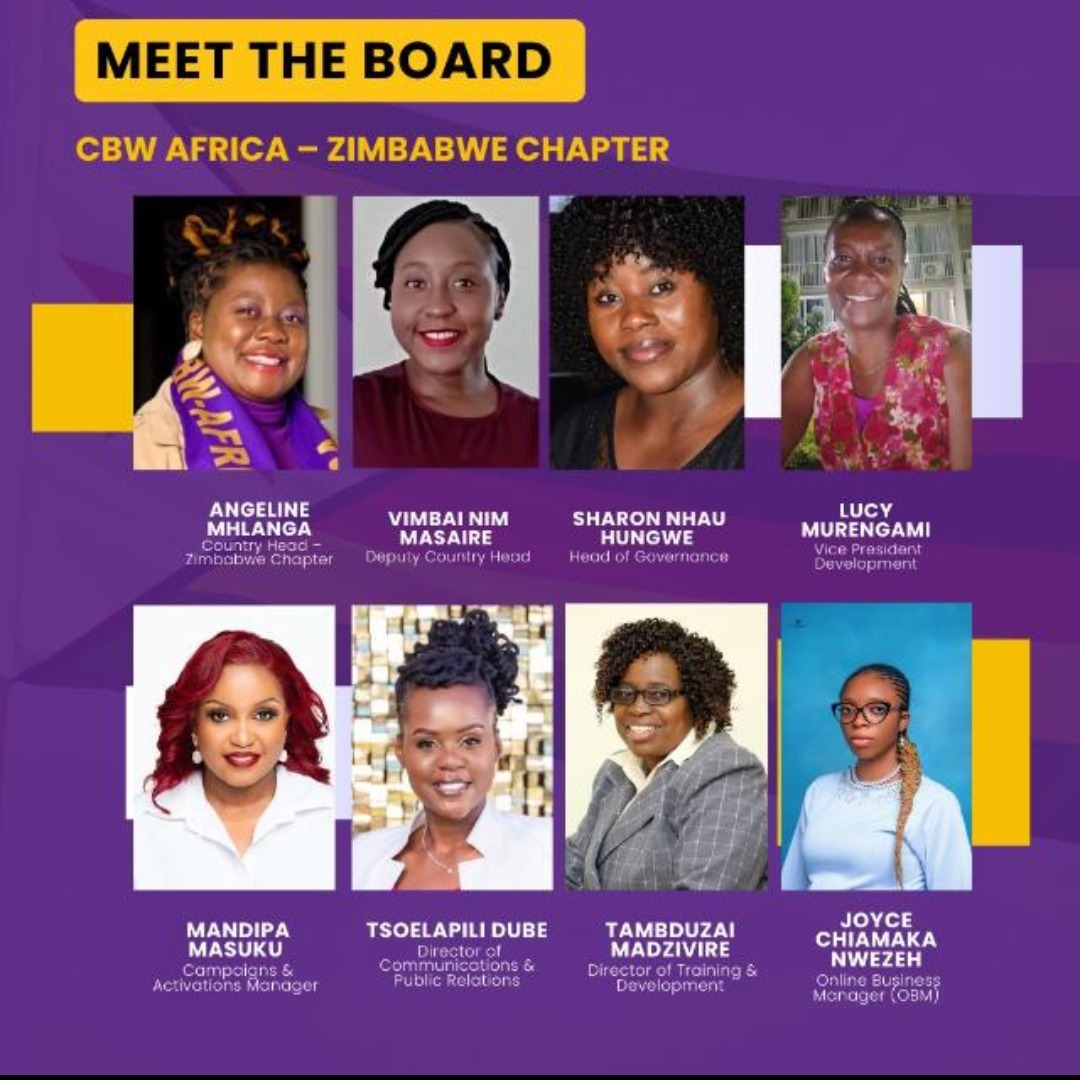 MEET THE BOARD
CBW AFRICA – ZIMBABWE CHAPTER
BW-AFRI
ANGELINE
MHLANGA
Country Head –
Zimbabwe Chapter
VIMBAI NIM
MASAIRE
Deputy Country Head
SHARON NHAU
HUNGWE
Head of Governance
LUCY
MURENGAMI
Vice President
Development
MANDIPA
MASUKU
Campaigns &
Activations Manager
TSOELAPILI DUBE
Director of
Communications &
Public Relations
TAMBDUZAI
MADZIVIRE
Director of Training &
Development
JOYCE
CHIAMAKA
NWEZEH
Online Business
Manager (OBM)